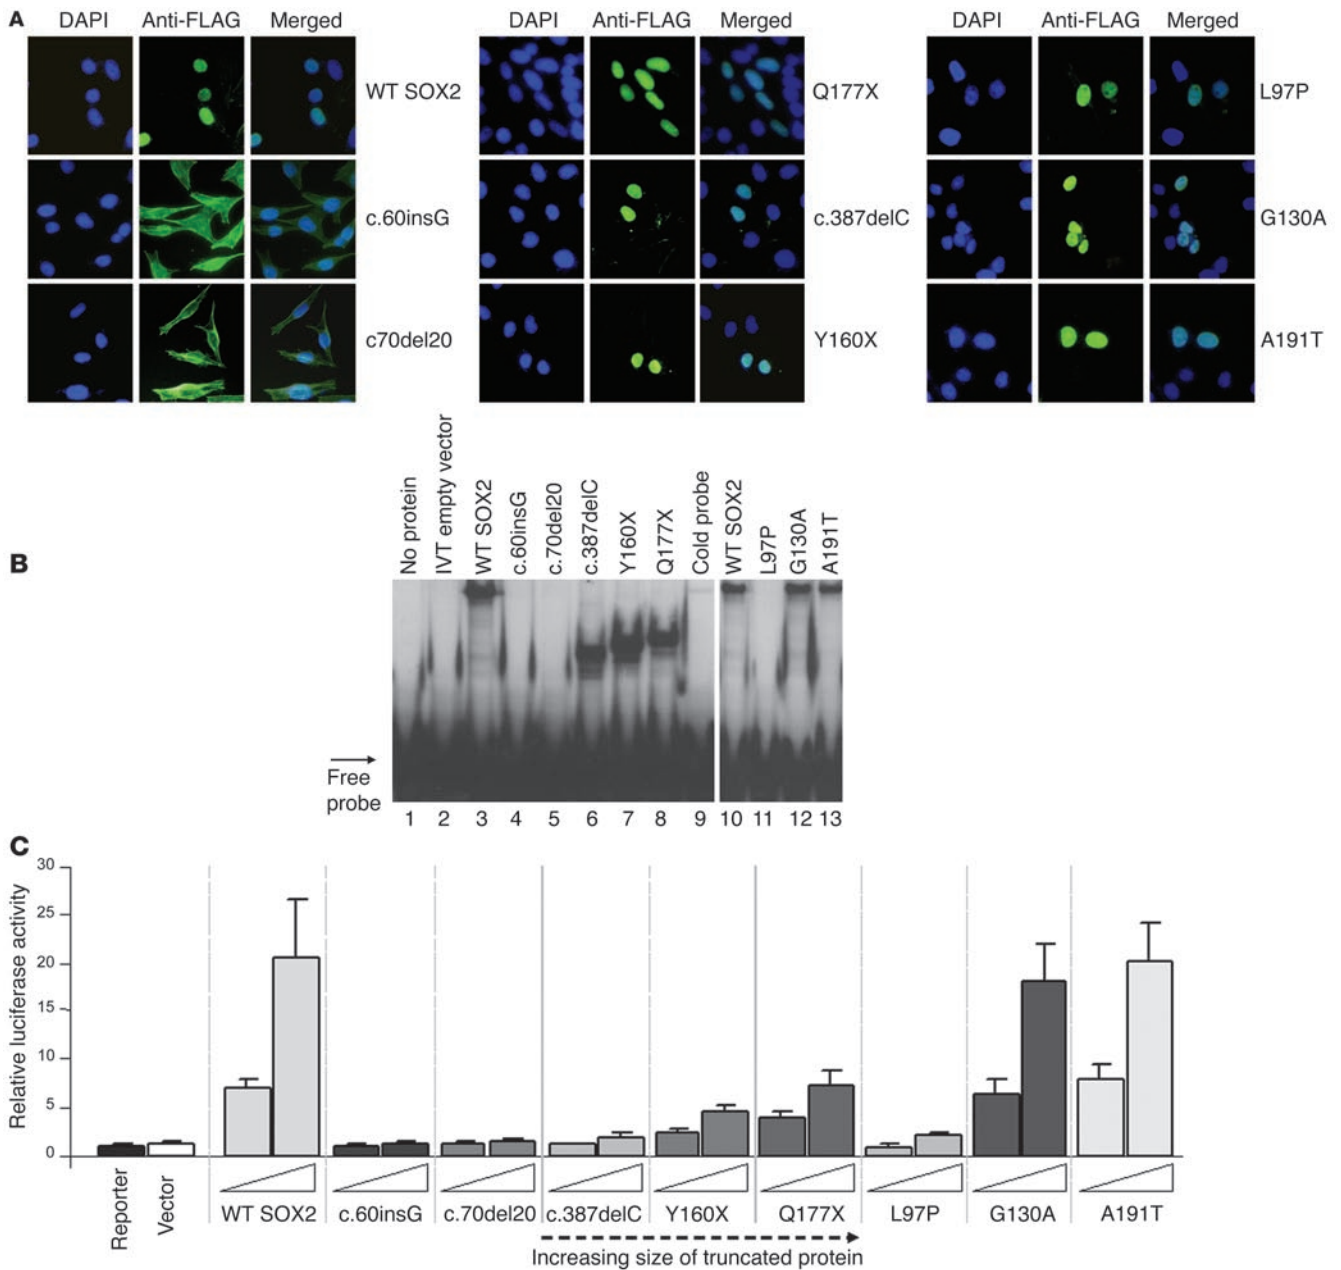 A
DAPI Anti-FLAG Merged
DAPI Anti-FLAG Merged
DAPI Anti-FLAG Merged
WT SOX2
Q177X
L97P
c.60insG
c.387delC
G130A
c70del20
Y160X
A191T
B
No protein
IVT empty vector
WT SOX2
c.60insG
c.70del20
c.387delC
Y160X
Q177X
Cold probe
WT SOX2
L97P
G130A
A191T
Free
probe
1 2 3 4 5 6 7 8 9 10 11 12 13
C
Relative luciferase activity
30
25
20
15
10
5
0
Reporter
Vector
WT SOX2
c.60insG
c.70del20
c.387delC
Y160X
Q177X
L97P
G130A
A191T
Increasing size of truncated protein